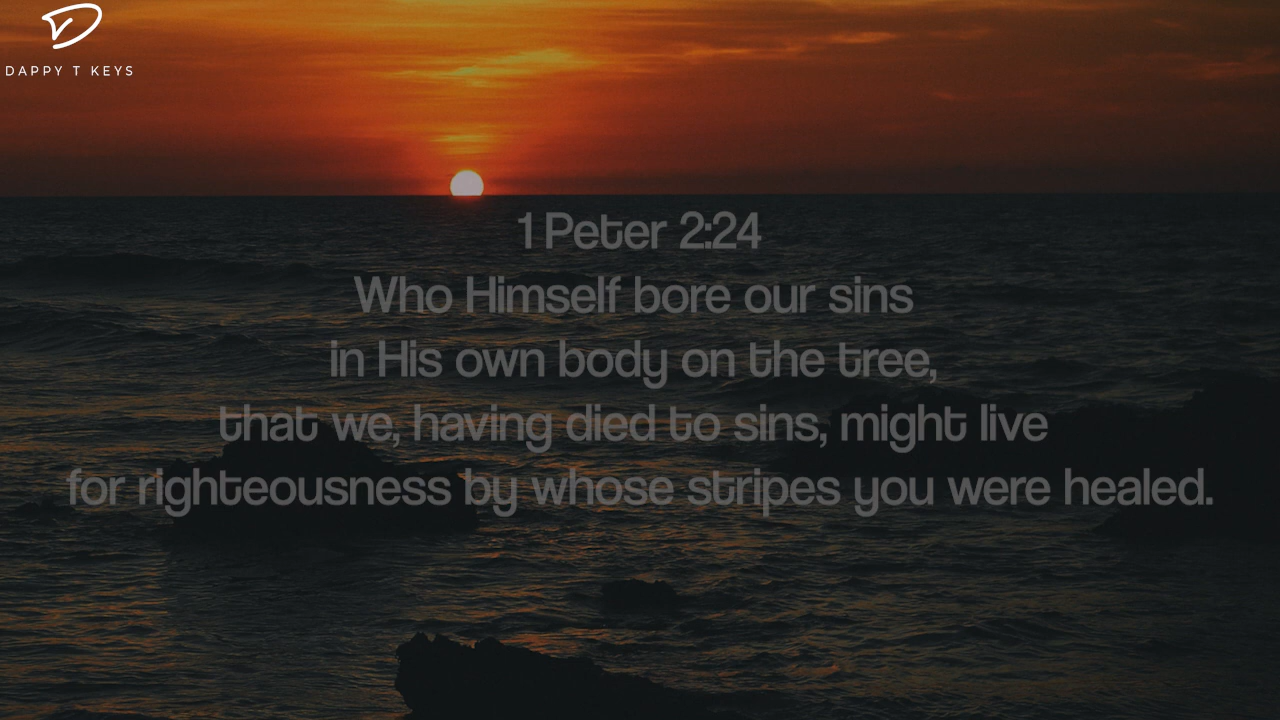 DAPPY T KEYS
1 Peter 2:24
Who Himself bore our sins
in His own body on the tree,
that we, having died to sins, might live
for righteousness by whose stripes you were healed.